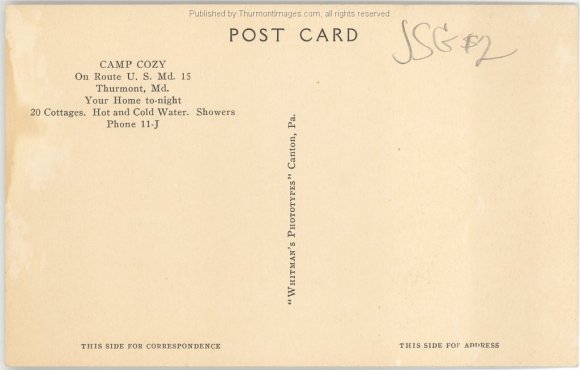 Published by ThurmontImages.com, all rights reserved
POST CARD
JSG $2
CAMP COZY
On Route U. S. Md. 15
Thurmont, Md.
Your Home to-night
20 Cottages. Hot and Cold Water. Showers
Phone 11-J
"WHITMAN'S PHOTOTYPES" Canton, Pa.
THIS SIDE FOR CORRESPONDENCE
THIS SIDE FOR ADDRESS